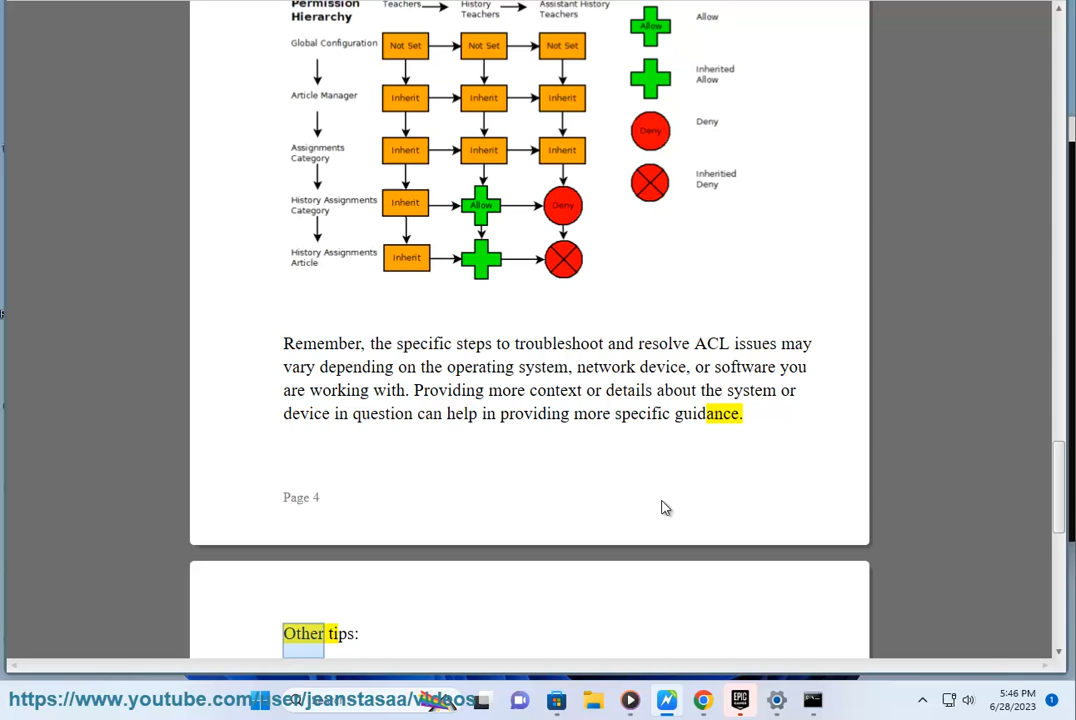 Permission
Hierarchy
Teachers
History
Teachers
Assistant History
Teachers
Global Configuration
Not Set
Not Set
Not Set
Article Manager
Inherit
Inherit
Inherit
Assignments
Category
Inherit
Inherit
Inherit
History Assignments
Category
Inherit
Allow
Deny
History Assignments
Article
Inherit
Allow
Allow
Inherited
Allow
Deny
Deny
Inheritied
Deny
Remember, the specific steps to troubleshoot and resolve ACL issues may
vary depending on the operating system, network device, or software you
are working with. Providing more context or details about the system or
device in question can help in providing more specific guidance.
Page 4
Other tips:
https://www.youtube.com/user/jeanstasaa/videos
EPIC
5:46 PM
6/28/2023
1